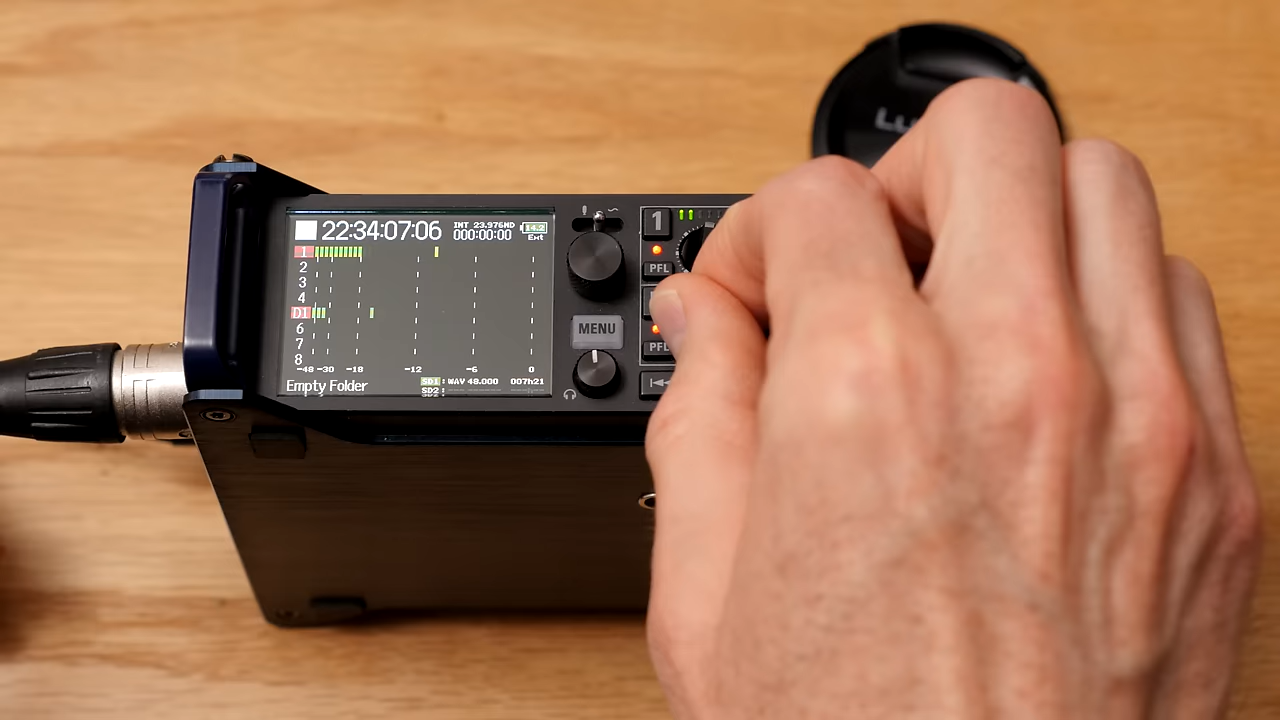 Lu
22:34:07:06
INT 23.976ND
000:00:00
14.2
Ext
1
2
3
4
D1
6
7
8
-48 -30 -18 -12 -6 0
Empty Folder
SD1: WAV 48.000 007h21
SD2:
MENU
1
PFL
PFL